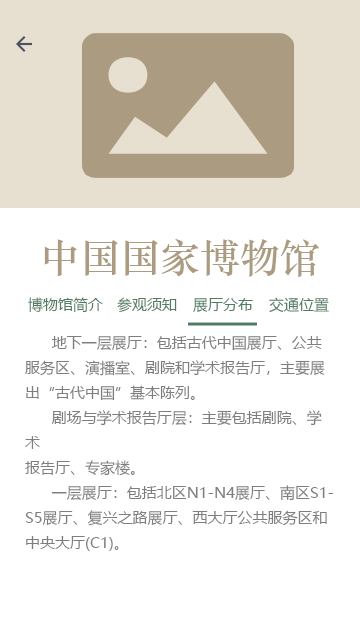 中国国家博物馆
博物馆简介 参观须知 展厅分布 交通位置
地下一层展厅：包括古代中国展厅、公共
服务区、演播室、剧院和学术报告厅，主要展
出“古代中国”基本陈列。
剧场与学术报告厅层：主要包括剧院、学
术
报告厅、专家楼。
一层展厅：包括北区N1-N4展厅、南区S1-
S5展厅、复兴之路展厅、西大厅公共服务区和
中央大厅(C1)。